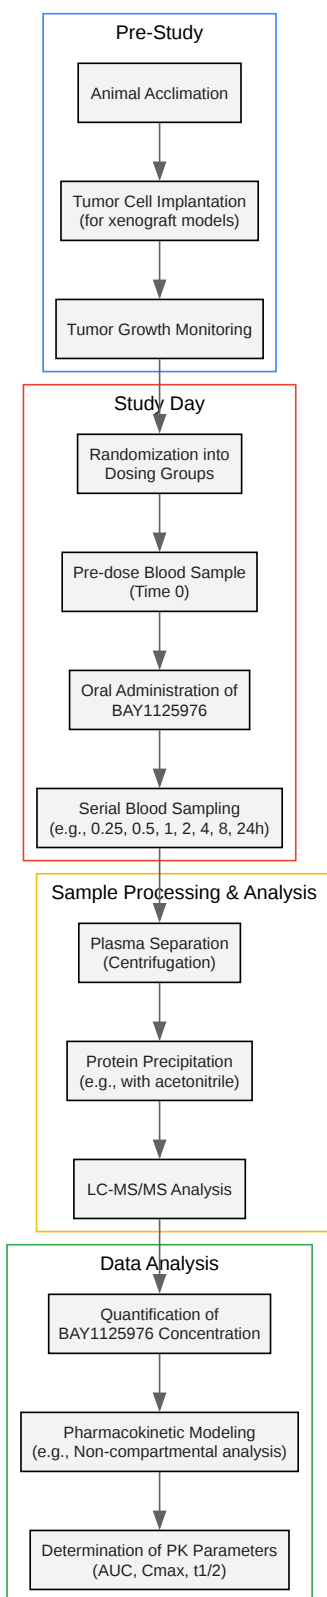 Pre-Study
Animal Acclimation
Tumor Cell Implantation
(for xenograft models)
Tumor Growth Monitoring
Study Day
Randomization into
Dosing Groups
Pre-dose Blood Sample
(Time 0)
Oral Administration of
BAY1125976
Serial Blood Sampling
(e.g., 0.25, 0.5, 1, 2, 4, 8, 24h)
Sample Processing & Analysis
Plasma Separation
(Centrifugation)
Protein Precipitation
(e.g., with acetonitrile)
LC-MS/MS Analysis
Data Analysis
Quantification of
BAY1125976 Concentration
Pharmacokinetic Modeling
(e.g., Non-compartmental analysis)
Determination of PK Parameters
(AUC, Cmax, t1/2)